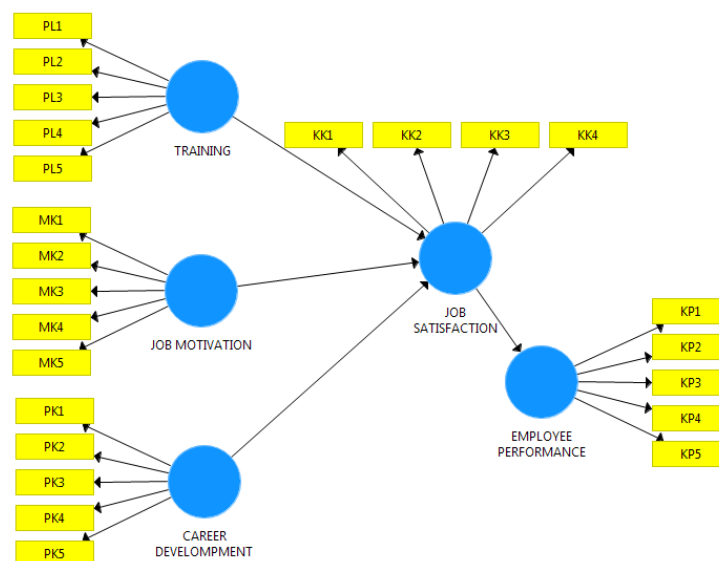 PL1
PL2
PL3
PL4
PL5
TRAINING
KK1
KK2
KK3
KK4
MK1
MK2
MK3
MK4
MK5
JOB MOTIVATION
JOB
SATISFACTION
KP1
KP2
KP3
KP4
KP5
EMPLOYEE
PERFORMANCE
PK1
PK2
PK3
PK4
PK5
CAREER
DEVELOMPMENT